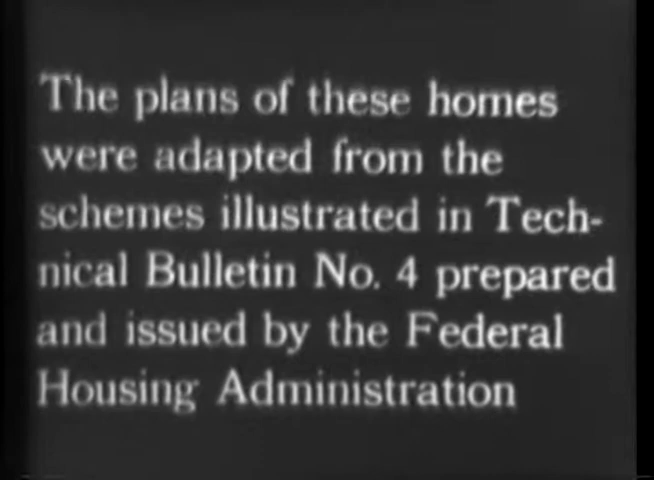 The plans of these homes
were adapted from the
schemes illustrated in Tech-
nical Bulletin No. 4 prepared
and issued by the Federal
Housing Administration